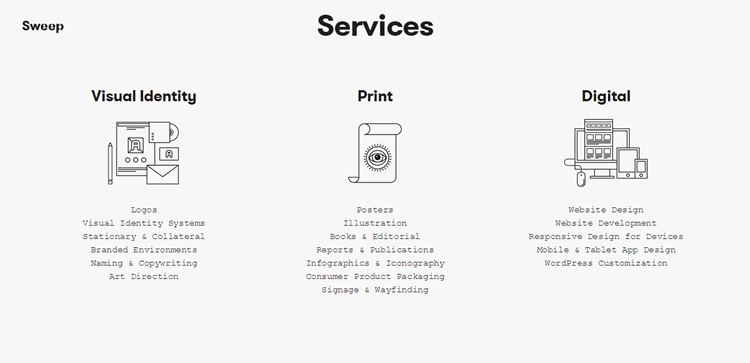 Sweep
Services
Visual Identity
Logos
Visual Identity Systems
Stationary & Collateral
Branded Environments
Naming & Copywriting
Art Direction
Print
Posters
Illustration
Books & Editorial
Reports & Publications
Infographics & Iconography
Consumer Product Packaging
Signage & Wayfinding
Digital
Website Design
Website Development
Responsive Design for Devices
Mobile & Tablet App Design
WordPress Customization